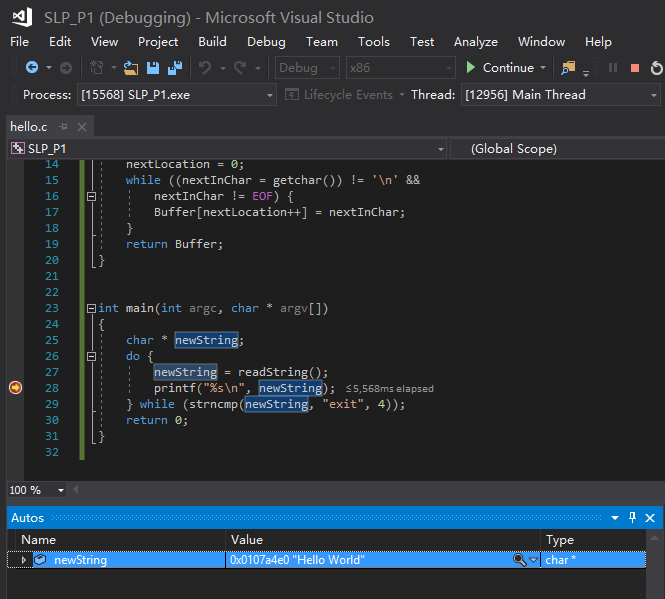 SLP_P1 (Debugging) - Microsoft Visual Studio
File Edit View Project Build Debug Team Tools Test Analyze Window Help
Debug x86 Continue
Process: [15568] SLP_P1.exe Lifecycle Events Thread: [12956] Main Thread
hello.c
SLP_P1 (Global Scope)
14 nextLocation = 0;
15 while ((nextInChar = getchar()) != '\n' &&
16 nextInChar != EOF) {
17 Buffer[nextLocation++] = nextInChar;
18 }
19 return Buffer;
20 }
21
22
23 int main(int argc, char * argv[])
24 {
25 char * newString;
26 do {
27 newString = readString();
28 printf("%s\n", newString); ≤5,568ms elapsed
29 } while (strncmp(newString, "exit", 4));
30 return 0;
31 }
32
100 %
Autos
Name Value Type
newString 0x0107a4e0 "Hello World" char *